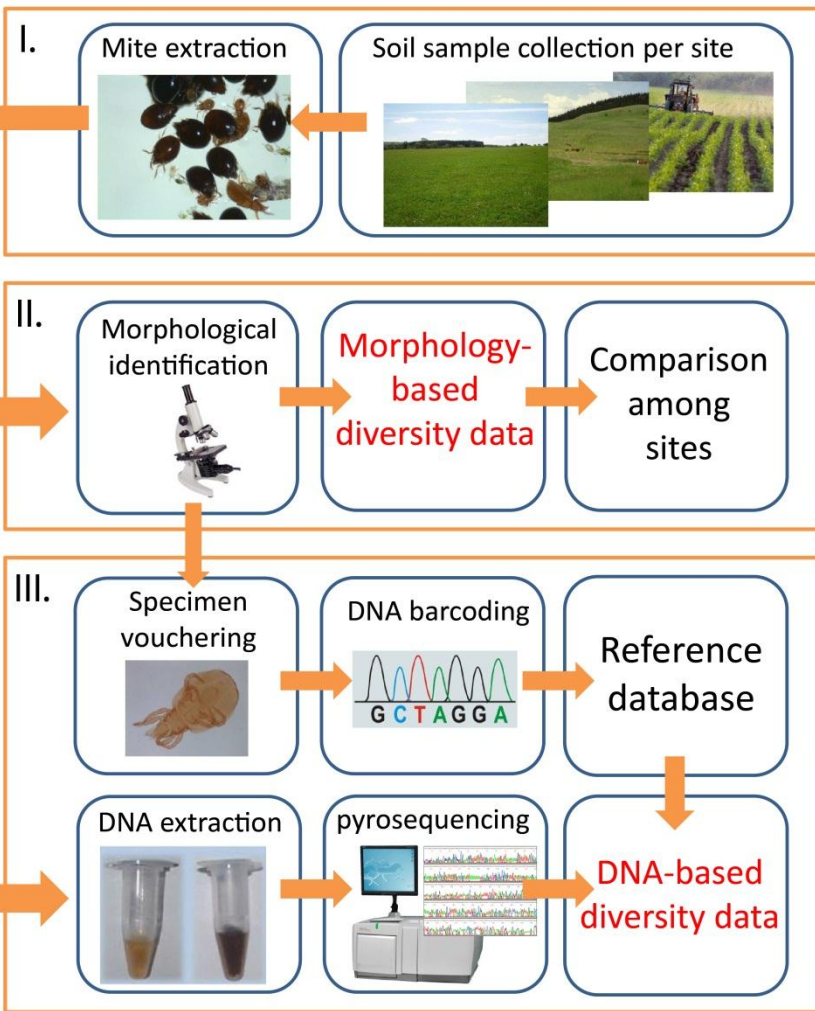 I.
Mite extraction
Soil sample collection per site
II.
Morphological
identification
Morphology-
based
diversity data
Comparison
among
sites
III.
Specimen
vouchering
DNA barcoding
G C T A G G A
Reference
database
DNA extraction
pyrosequencing
DNA-based
diversity data